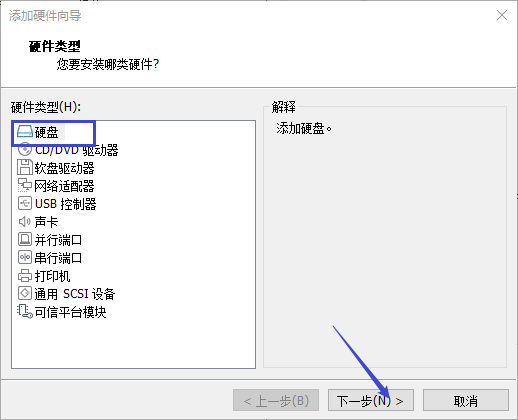 添加硬件向导
硬件类型
您要安装哪类硬件?
硬件类型(H):
硬盘
CD/DVD 驱动器
软盘驱动器
网络适配器
USB 控制器
声卡
并行端口
串行端口
打印机
通用 SCSI 设备
可信平台模块
解释
添加硬盘。
< 上一步(B)
下一步(N) >
取消